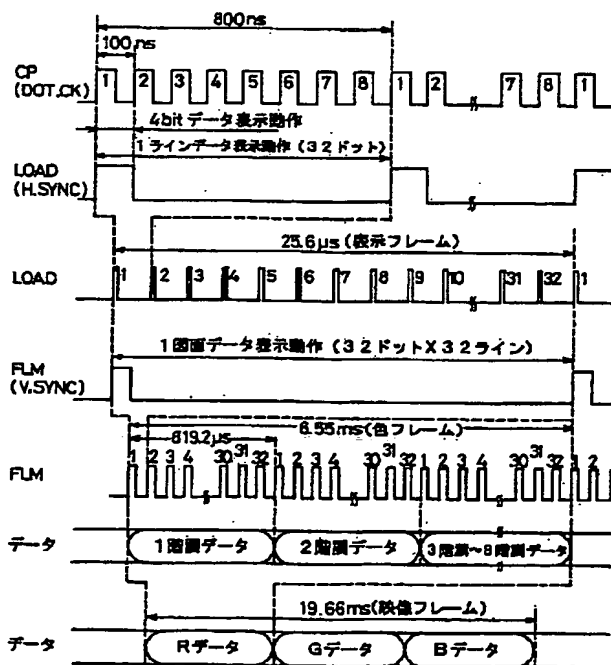 800ns
100ns
CP
(DOT.CK)
1 2 3 4 5 6 7 8 1 2 7 8 1
4bitデータ表示動作
1ラインデータ表示動作(32ドット)
LOAD
(H.SYNC)
25.6μs(表示フレーム)
LOAD
1 2 3 4 5 6 7 8 9 10 31 32 1
1画面データ表示動作(32ドットX32ライン)
FLM
(V.SYNC)
6.55ms(色フレーム)
819.2μs
FLM
1 2 3 4 30 31 32 1 2 3 4 30 31 32 1 2 3 4 30 31 32 1 2
データ
1階調データ
2階調データ
3階調~8階調データ
19.66ms(映像フレーム)
データ
Rデータ
Gデータ
Bデータ